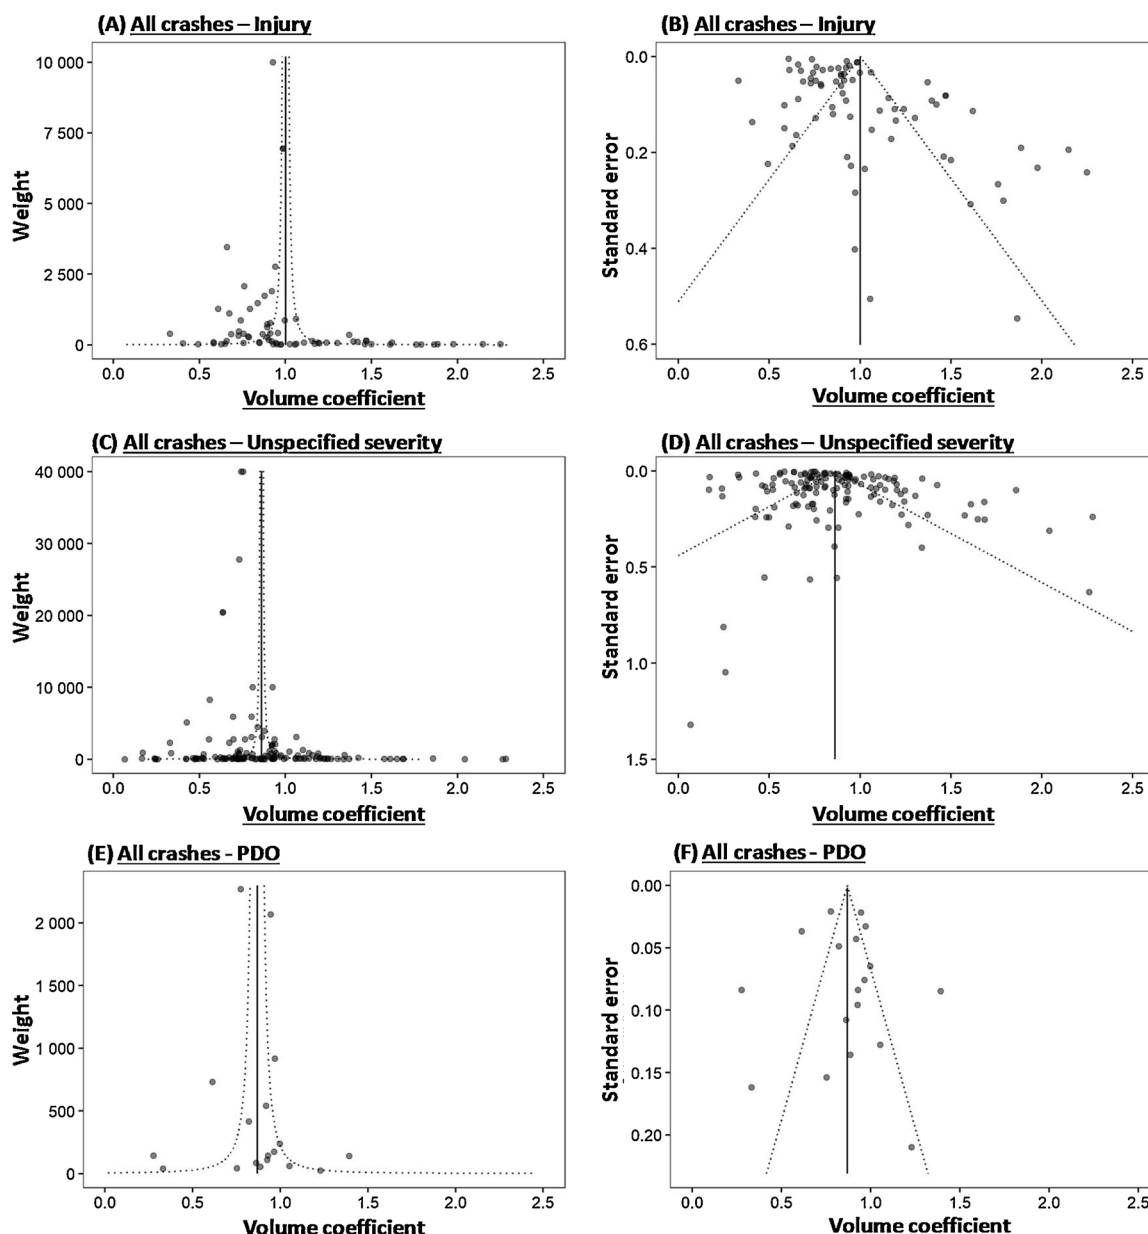 (A) All crashes – Injury
Weight
10 000
7 500
5 000
2 500
0
0.0 0.5 1.0 1.5 2.0 2.5
Volume coefficient
(B) All crashes – Injury
Standard error
0.0
0.2
0.4
0.6
0.0 0.5 1.0 1.5 2.0 2.5
Volume coefficient
(C) All crashes – Unspecified severity
Weight
40 000
30 000
20 000
10 000
0
0.0 0.5 1.0 1.5 2.0 2.5
Volume coefficient
(D) All crashes – Unspecified severity
Standard error
0.0
0.5
1.0
1.5
0.0 0.5 1.0 1.5 2.0 2.5
Volume coefficient
(E) All crashes - PDO
Weight
2 000
1 500
1 000
500
0
0.0 0.5 1.0 1.5 2.0 2.5
Volume coefficient
(F) All crashes - PDO
Standard error
0.00
0.05
0.10
0.15
0.20
0.0 0.5 1.0 1.5 2.0 2.5
Volume coefficient